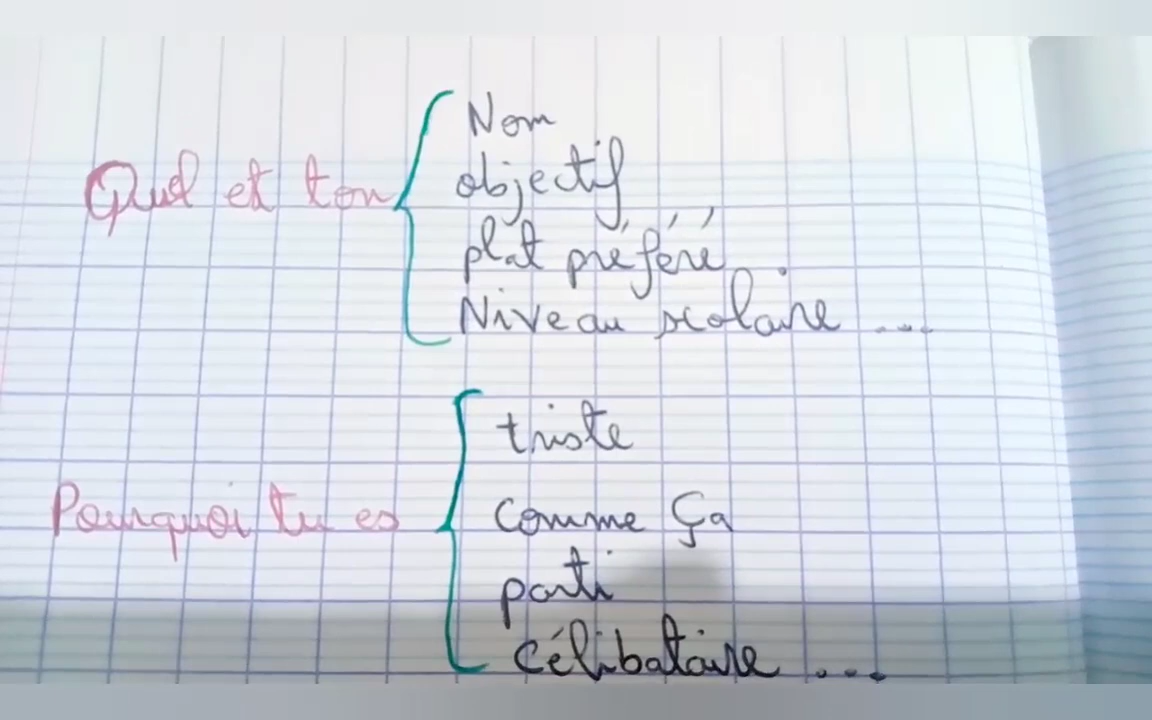 Quel et ton
Nom
objectif
plat préféré
Niveau scolaire ...
Pourquoi tu es
triste
comme ça
parti
célibataire ...